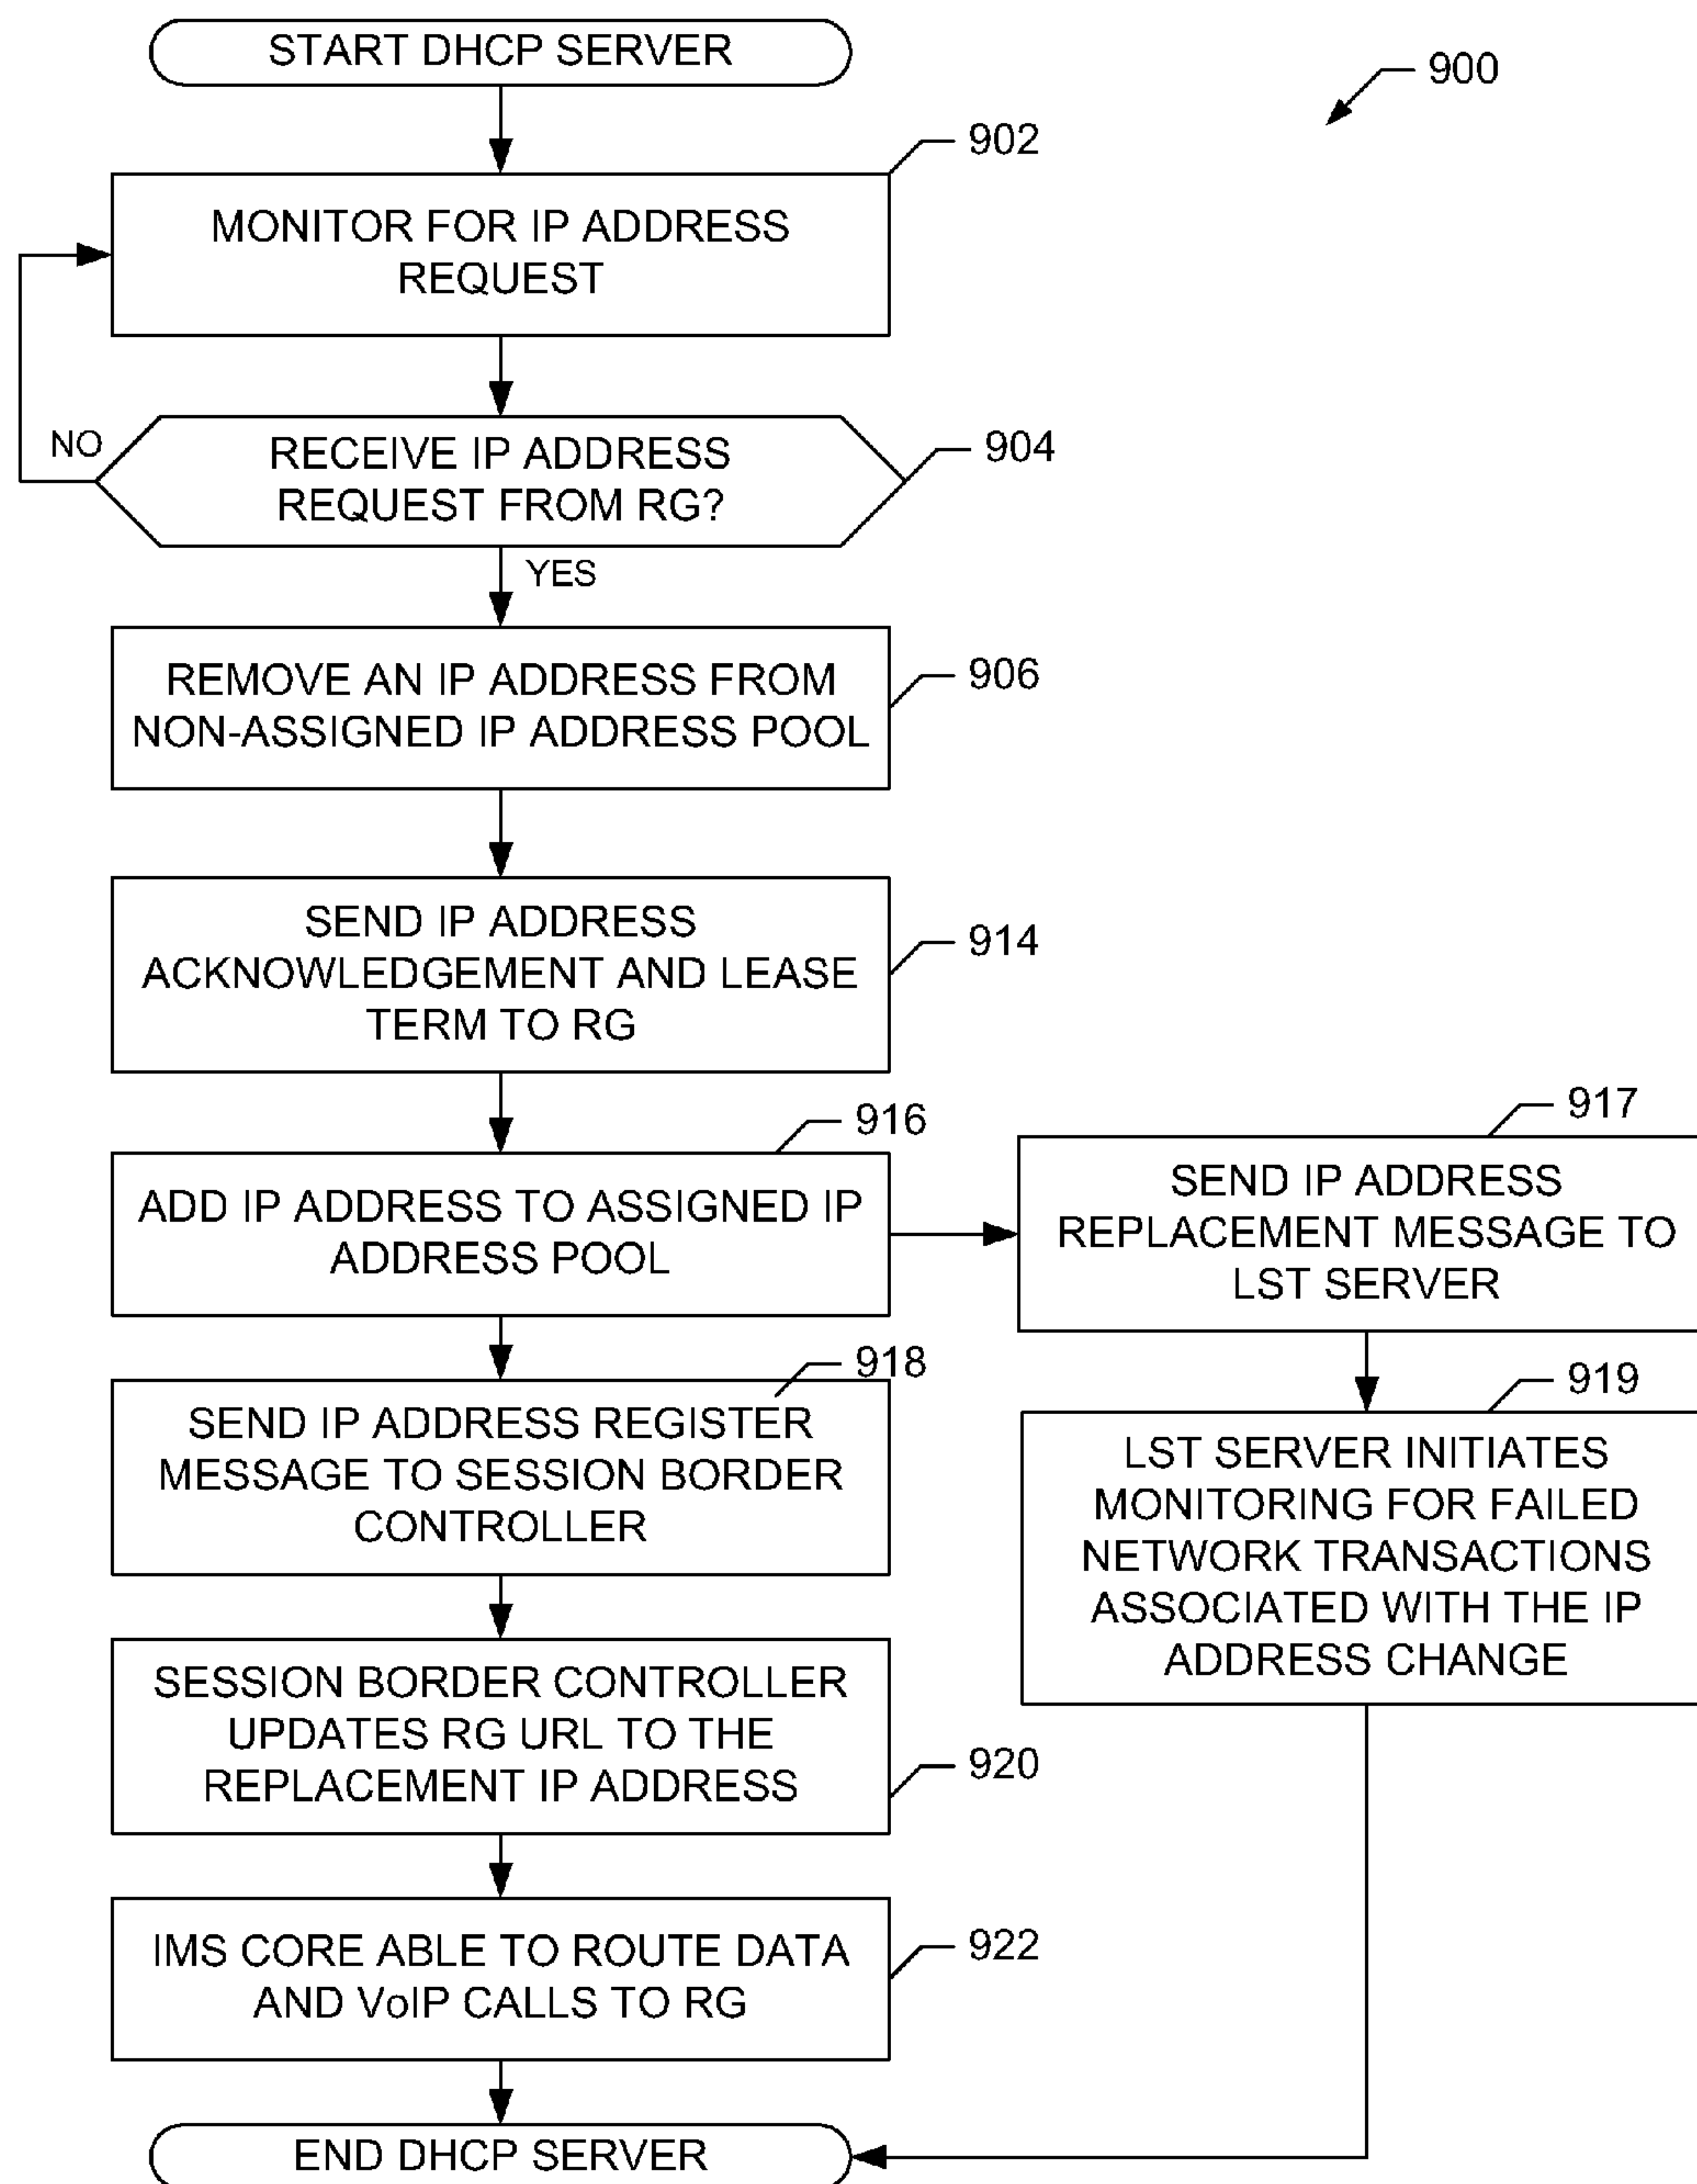 START DHCP SERVER
900
902
MONITOR FOR IP ADDRESS
REQUEST
NO
RECEIVE IP ADDRESS
REQUEST FROM RG?
904
YES
REMOVE AN IP ADDRESS FROM
NON-ASSIGNED IP ADDRESS POOL
906
SEND IP ADDRESS
ACKNOWLEDGEMENT AND LEASE
TERM TO RG
914
916
ADD IP ADDRESS TO ASSIGNED IP
ADDRESS POOL
917
SEND IP ADDRESS
REPLACEMENT MESSAGE TO
LST SERVER
918
SEND IP ADDRESS REGISTER
MESSAGE TO SESSION BORDER
CONTROLLER
919
LST SERVER INITIATES
MONITORING FOR FAILED
NETWORK TRANSACTIONS
ASSOCIATED WITH THE IP
ADDRESS CHANGE
SESSION BORDER CONTROLLER
UPDATES RG URL TO THE
REPLACEMENT IP ADDRESS
920
IMS CORE ABLE TO ROUTE DATA
AND VoIP CALLS TO RG
922
END DHCP SERVER